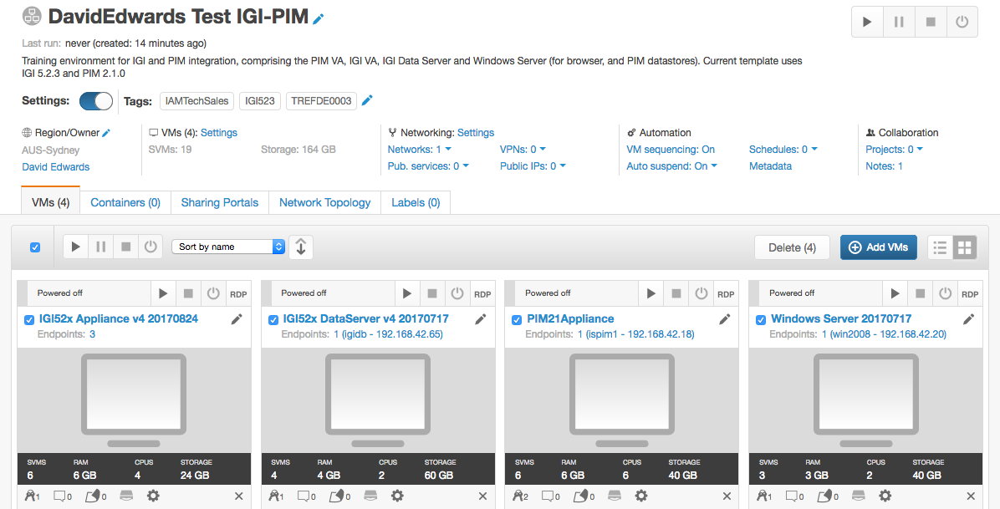 DavidEdwards Test IGI-PIM
Last run: never (created: 14 minutes ago)
Training environment for IGI and PIM integration, comprising the PIM VA, IGI VA, IGI Data Server and Windows Server (for browser, and PIM datastores). Current template uses
IGI 5.2.3 and PIM 2.1.0
Settings: Tags: IAMTechSales IGI523 TREFDE0003
Region/Owner VMs (4): Settings Networking: Settings Automation Collaboration
AUS-Sydney SVMs: 19 Storage: 164 GB Networks: 1 VPNs: 0 VM sequencing: On Schedules: 0 Projects: 0
David Edwards Pub. services: 0 Public IPs: 0 Auto suspend: On Metadata Notes: 1
VMs (4) Containers (0) Sharing Portals Network Topology Labels (0)
Sort by name Delete (4) Add VMs
Powered off RDP Powered off RDP Powered off RDP Powered off RDP
IGI52x Appliance v4 20170824 IGI52x DataServer v4 20170717 PIM21Appliance Windows Server 20170717
Endpoints: 3 Endpoints: 1 (igidb - 192.168.42.65) Endpoints: 1 (ispim1 - 192.168.42.18) Endpoints: 1 (win2008 - 192.168.42.20)
SVMS RAM CPUS STORAGE SVMS RAM CPUS STORAGE SVMS RAM CPUS STORAGE SVMS RAM CPUS STORAGE
6 6 GB 4 24 GB 4 4 GB 2 60 GB 6 6 GB 6 40 GB 3 3 GB 2 40 GB
1 0 0 1 0 0 2 0 0 1 0 0